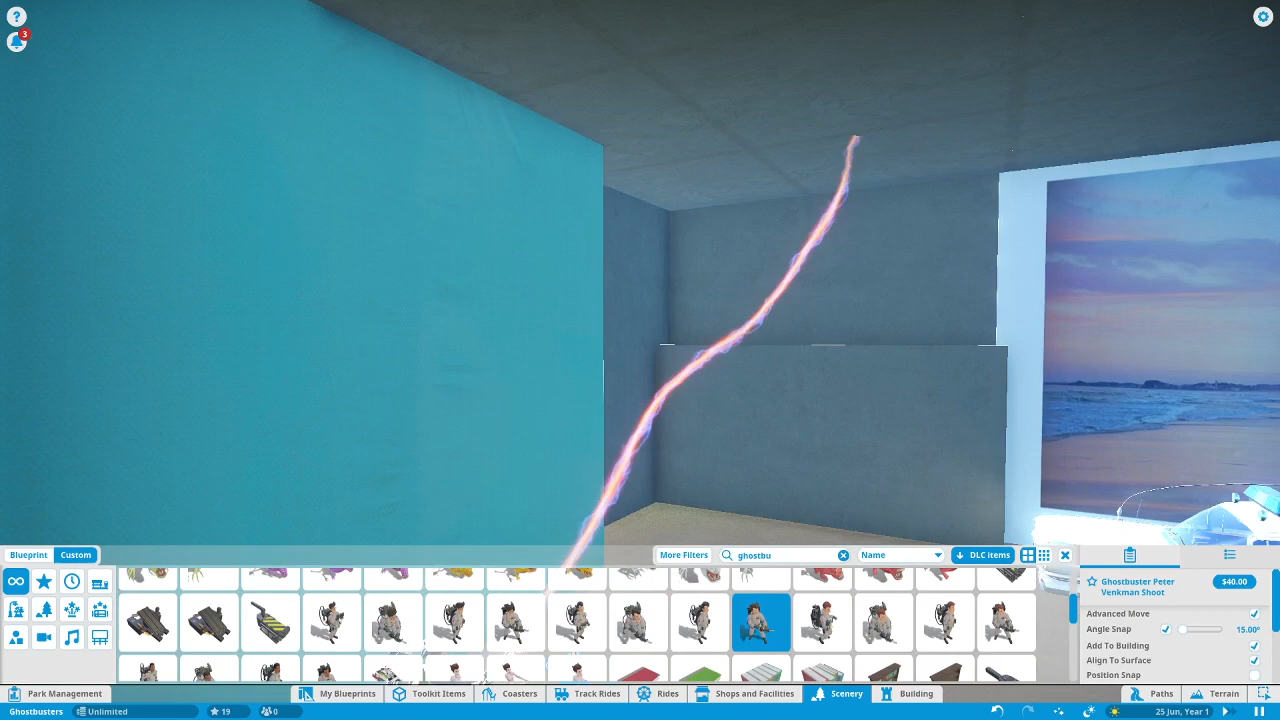 ?
3
Blueprint
Custom
More Filters
ghostbu
Name
DLC items
Ghostbuster Peter
Venkman Shoot
$40.00
Advanced Move
Angle Snap
15.00°
Add To Building
Align To Surface
Position Snap
Park Management
My Blueprints
Toolkit Items
Coasters
Track Rides
Rides
Shops and Facilities
Scenery
Building
Paths
Terrain
Ghostbusters
Unlimited
19
0
25 Jun, Year 1